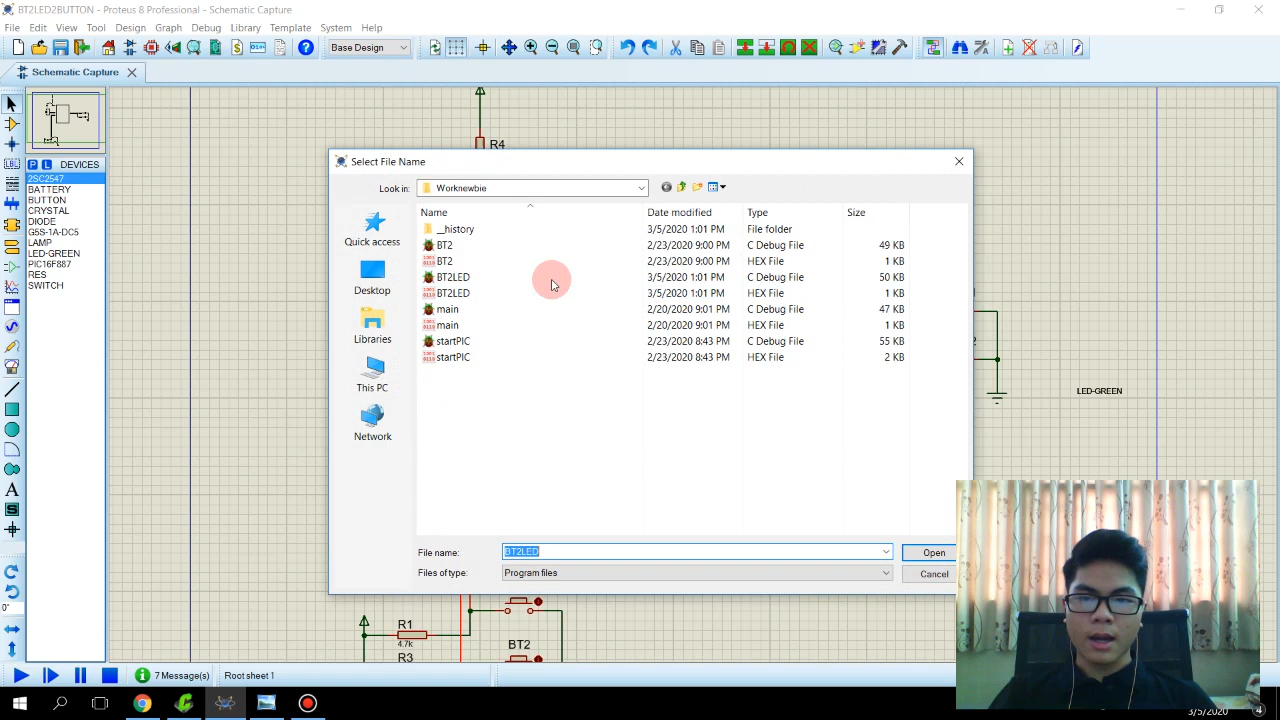 BT2LED2BUTTON - Proteus 8 Professional - Schematic Capture
File Edit View Tool Design Graph Debug Library Template System Help
Base Design
Schematic Capture
P L DEVICES
2SC2547
BATTERY
BUTTON
CRYSTAL
DIODE
G5S-1A-DC5
LAMP
LED-GREEN
PIC16F887
RES
SWITCH
R4
Select File Name
Look in: Worknewbie
Quick access
Desktop
Libraries
This PC
Network
Name Date modified Type Size
__history 3/5/2020 1:01 PM File folder
BT2 2/23/2020 9:00 PM C Debug File 49 KB
BT2 2/23/2020 9:00 PM HEX File 1 KB
BT2LED 3/5/2020 1:01 PM C Debug File 50 KB
BT2LED 3/5/2020 1:01 PM HEX File 1 KB
main 2/20/2020 9:01 PM C Debug File 47 KB
main 2/20/2020 9:01 PM HEX File 1 KB
startPIC 2/23/2020 8:43 PM C Debug File 55 KB
startPIC 2/23/2020 8:43 PM HEX File 2 KB
File name: BT2LED Open
Files of type: Program files Cancel
LED-GREEN
R1
4.7k
R3
BT2
0°
7 Message(s) Root sheet 1
3/5/2020 4